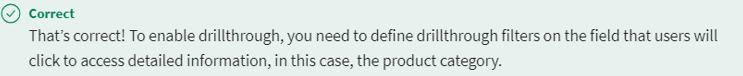 Correct
That's correct! To enable drillthrough, you need to define drillthrough filters on the field that users will
click to access detailed information, in this case, the product category.